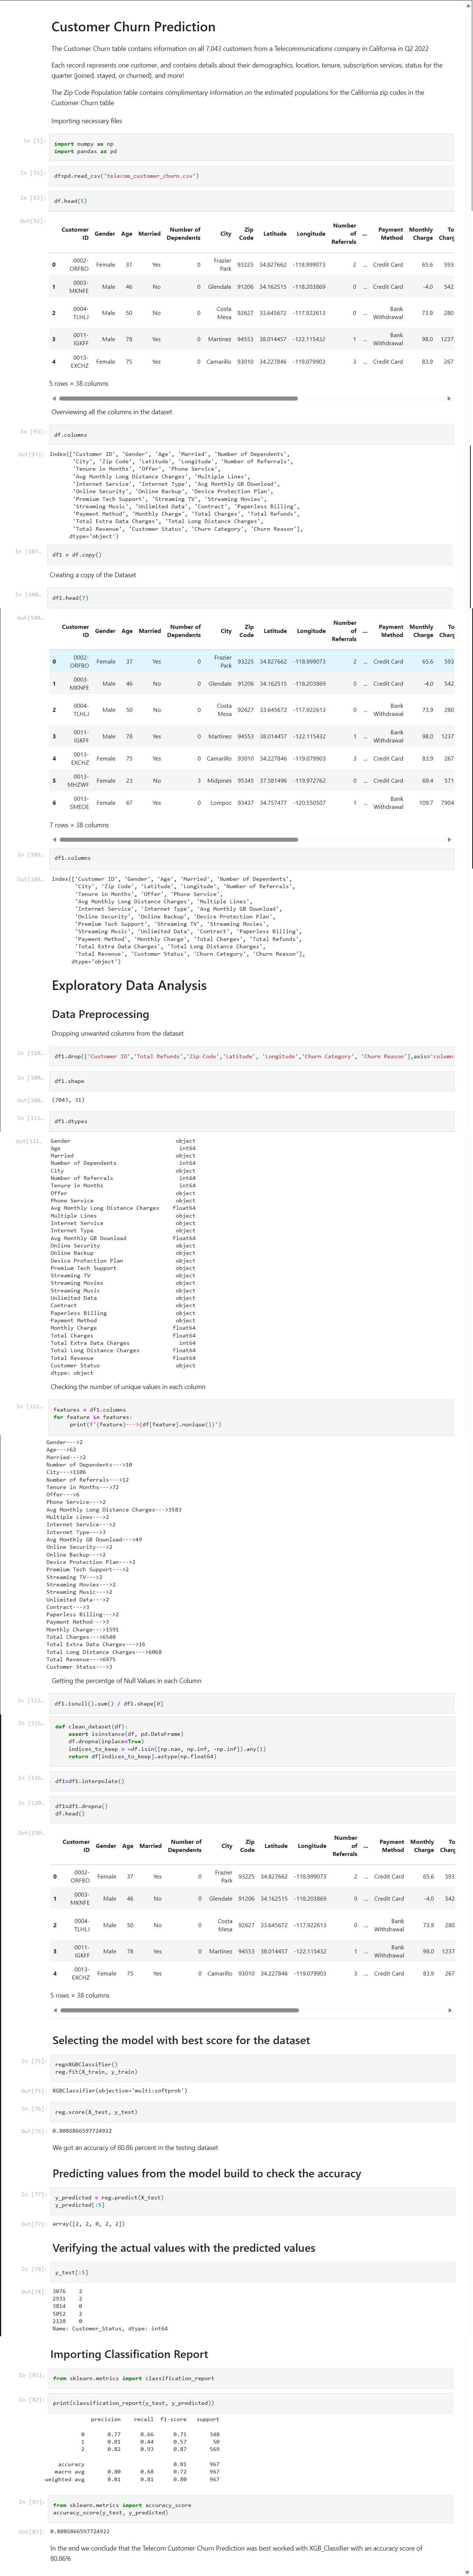 Customer Churn Prediction
The Customer Churn table contains information on all 7,043 customers from a Telecommunications company in California in Q2 2022
Each record represents one customer, and contains details about their demographics, location, tenure, subscription services, status for the
quarter (joined, stayed, or churned), and more!
The Zip Code Population table contains complimentary information on the estimated populations for the California zip codes in the
Customer Churn table
Importing necessary files
In [1]:
import numpy as np
import pandas as pd
In [91]:
df=pd.read_csv('telecom_customer_churn.csv')
In [92]:
df.head(5)
Out[92]:
Customer ID Gender Age Married Number of Dependents City Zip Code Latitude Longitude Number of Referrals ... Payment Method Monthly Charge To Charg
0 0002-ORFBO Female 37 Yes 0 Frazier Park 93225 34.827662 -118.999073 2 ... Credit Card 65.6 593
1 0003-MKNFE Male 46 No 0 Glendale 91206 34.162515 -118.203869 0 ... Credit Card -4.0 542
2 0004-TLHLJ Male 50 No 0 Costa Mesa 92627 33.645672 -117.922613 0 ... Bank Withdrawal 73.9 280
3 0011-IGKFF Male 78 Yes 0 Martinez 94553 38.014457 -122.115432 1 ... Bank Withdrawal 98.0 1237
4 0013-EXCHZ Female 75 Yes 0 Camarillo 93010 34.227846 -119.079903 3 ... Credit Card 83.9 267
5 rows × 38 columns
Overviewing all the columns in the dataset
In [93]:
df.columns
Out[93]:
Index(['Customer ID', 'Gender', 'Age', 'Married', 'Number of Dependents',
'City', 'Zip Code', 'Latitude', 'Longitude', 'Number of Referrals',
'Tenure in Months', 'Offer', 'Phone Service',
'Avg Monthly Long Distance Charges', 'Multiple Lines',
'Internet Service', 'Internet Type', 'Avg Monthly GB Download',
'Online Security', 'Online Backup', 'Device Protection Plan',
'Premium Tech Support', 'Streaming TV', 'Streaming Movies',
'Streaming Music', 'Unlimited Data', 'Contract', 'Paperless Billing',
'Payment Method', 'Monthly Charge', 'Total Charges', 'Total Refunds',
'Total Extra Data Charges', 'Total Long Distance Charges',
'Total Revenue', 'Customer Status', 'Churn Category', 'Churn Reason'],
dtype='object')
In [107…
df1 = df.copy()
Creating a copy of the Dataset
In [108…
df1.head(7)
Out[108…
Customer ID Gender Age Married Number of Dependents City Zip Code Latitude Longitude Number of Referrals ... Payment Method Monthly Charge To Charg
0 0002-ORFBO Female 37 Yes 0 Frazier Park 93225 34.827662 -118.999073 2 ... Credit Card 65.6 593.
1 0003-MKNFE Male 46 No 0 Glendale 91206 34.162515 -118.203869 0 ... Credit Card -4.0 542.
2 0004-TLHLJ Male 50 No 0 Costa Mesa 92627 33.645672 -117.922613 0 ... Bank Withdrawal 73.9 280.
3 0011-IGKFF Male 78 Yes 0 Martinez 94553 38.014457 -122.115432 1 ... Bank Withdrawal 98.0 1237.
4 0013-EXCHZ Female 75 Yes 0 Camarillo 93010 34.227846 -119.079903 3 ... Credit Card 83.9 267.
5 0013-MHZWF Female 23 No 3 Midpines 95345 37.581496 -119.972762 0 ... Credit Card 69.4 571.
6 0013-SMEOE Female 67 Yes 0 Lompoc 93437 34.757477 -120.550507 1 ... Bank Withdrawal 109.7 7904.
7 rows × 38 columns
In [109…
df1.columns
Out[109…
Index(['Customer ID', 'Gender', 'Age', 'Married', 'Number of Dependents',
'City', 'Zip Code', 'Latitude', 'Longitude', 'Number of Referrals',
'Tenure in Months', 'Offer', 'Phone Service',
'Avg Monthly Long Distance Charges', 'Multiple Lines',
'Internet Service', 'Internet Type', 'Avg Monthly GB Download',
'Online Security', 'Online Backup', 'Device Protection Plan',
'Premium Tech Support', 'Streaming TV', 'Streaming Movies',
'Streaming Music', 'Unlimited Data', 'Contract', 'Paperless Billing',
'Payment Method', 'Monthly Charge', 'Total Charges', 'Total Refunds',
'Total Extra Data Charges', 'Total Long Distance Charges',
'Total Revenue', 'Customer Status', 'Churn Category', 'Churn Reason'],
dtype='object')
Exploratory Data Analysis
Data Preprocessing
Dropping unwanted columns from the dataset
In [110…
df1.drop(['Customer ID','Total Refunds','Zip Code','Latitude', 'Longitude','Churn Category', 'Churn Reason'],axis='column
In [100…
df1.shape
Out[100…
(7043, 31)
In [111…
df1.dtypes
Out[111…
Gender object
Age int64
Married object
Number of Dependents int64
City object
Number of Referrals int64
Tenure in Months int64
Offer object
Phone Service object
Avg Monthly Long Distance Charges float64
Multiple Lines object
Internet Service object
Internet Type object
Avg Monthly GB Download float64
Online Security object
Online Backup object
Device Protection Plan object
Premium Tech Support object
Streaming TV object
Streaming Movies object
Streaming Music object
Unlimited Data object
Contract object
Paperless Billing object
Payment Method object
Monthly Charge float64
Total Charges float64
Total Extra Data Charges int64
Total Long Distance Charges float64
Total Revenue float64
Customer Status object
dtype: object
Checking the number of unique values in each column
In [112…
features = df1.columns
for feature in features:
print(f'{feature}--->{df[feature].nunique()}')
Gender--->2
Age--->62
Married--->2
Number of Dependents--->10
City--->1106
Number of Referrals--->12
Tenure in Months--->72
Offer--->6
Phone Service--->2
Avg Monthly Long Distance Charges--->3583
Multiple Lines--->2
Internet Service--->2
Internet Type--->3
Avg Monthly GB Download--->49
Online Security--->2
Online Backup--->2
Device Protection Plan--->2
Premium Tech Support--->2
Streaming TV--->2
Streaming Movies--->2
Streaming Music--->2
Unlimited Data--->2
Contract--->3
Paperless Billing--->2
Payment Method--->3
Monthly Charge--->1591
Total Charges--->6540
Total Extra Data Charges--->16
Total Long Distance Charges--->6068
Total Revenue--->6975
Customer Status--->3
Getting the percentge of Null Values in each Column
In [113…
df1.isnull().sum() / df1.shape[0]
In [115…
def clean_dataset(df):
assert isinstance(df, pd.DataFrame)
df.dropna(inplace=True)
indices_to_keep = ~df.isin([np.nan, np.inf, -np.inf]).any(1)
return df[indices_to_keep].astype(np.float64)
In [116…
df1=df1.interpolate()
In [120…
df1=df1.dropna()
df.head()
Out[120…
Customer ID Gender Age Married Number of Dependents City Zip Code Latitude Longitude Number of Referrals ... Payment Method Monthly Charge To Charg
0 0002-ORFBO Female 37 Yes 0 Frazier Park 93225 34.827662 -118.999073 2 ... Credit Card 65.6 593
1 0003-MKNFE Male 46 No 0 Glendale 91206 34.162515 -118.203869 0 ... Credit Card -4.0 542
2 0004-TLHLJ Male 50 No 0 Costa Mesa 92627 33.645672 -117.922613 0 ... Bank Withdrawal 73.9 280
3 0011-IGKFF Male 78 Yes 0 Martinez 94553 38.014457 -122.115432 1 ... Bank Withdrawal 98.0 1237.
4 0013-EXCHZ Female 75 Yes 0 Camarillo 93010 34.227846 -119.079903 3 ... Credit Card 83.9 267
5 rows × 38 columns
Selecting the model with best score for the dataset
In [75]:
reg=XGBClassifier()
reg.fit(X_train, y_train)
Out[75]:
XGBClassifier(objective='multi:softprob')
In [76]:
reg.score(X_test, y_test)
Out[76]:
0.8086866597724922
We got an accuracy of 80.86 percent in the testing dataset
Predicting values from the model build to check the accuracy
In [77]:
y_predicted = reg.predict(X_test)
y_predicted[:5]
Out[77]:
array([2, 2, 0, 2, 2])
Verifying the actual values with the predicted values
In [78]:
y_test[:5]
Out[78]:
3076 2
2931 2
3814 0
5052 2
2128 0
Name: Customer_Status, dtype: int64
Importing Classification Report
In [81]:
from sklearn.metrics import classification_report
In [82]:
print(classification_report(y_test, y_predicted))
precision recall f1-score support
0 0.77 0.66 0.71 348
1 0.81 0.44 0.57 50
2 0.82 0.93 0.87 569
accuracy 0.81 967
macro avg 0.80 0.68 0.72 967
weighted avg 0.81 0.81 0.80 967
In [83]:
from sklearn.metrics import accuracy_score
accuracy_score(y_test, y_predicted)
Out[83]:
0.8086866597724922
In the end we conclude that the Telecom Customer Churn Prediction was best worked with XGB_Classifier with an accuracy score of
80.86%